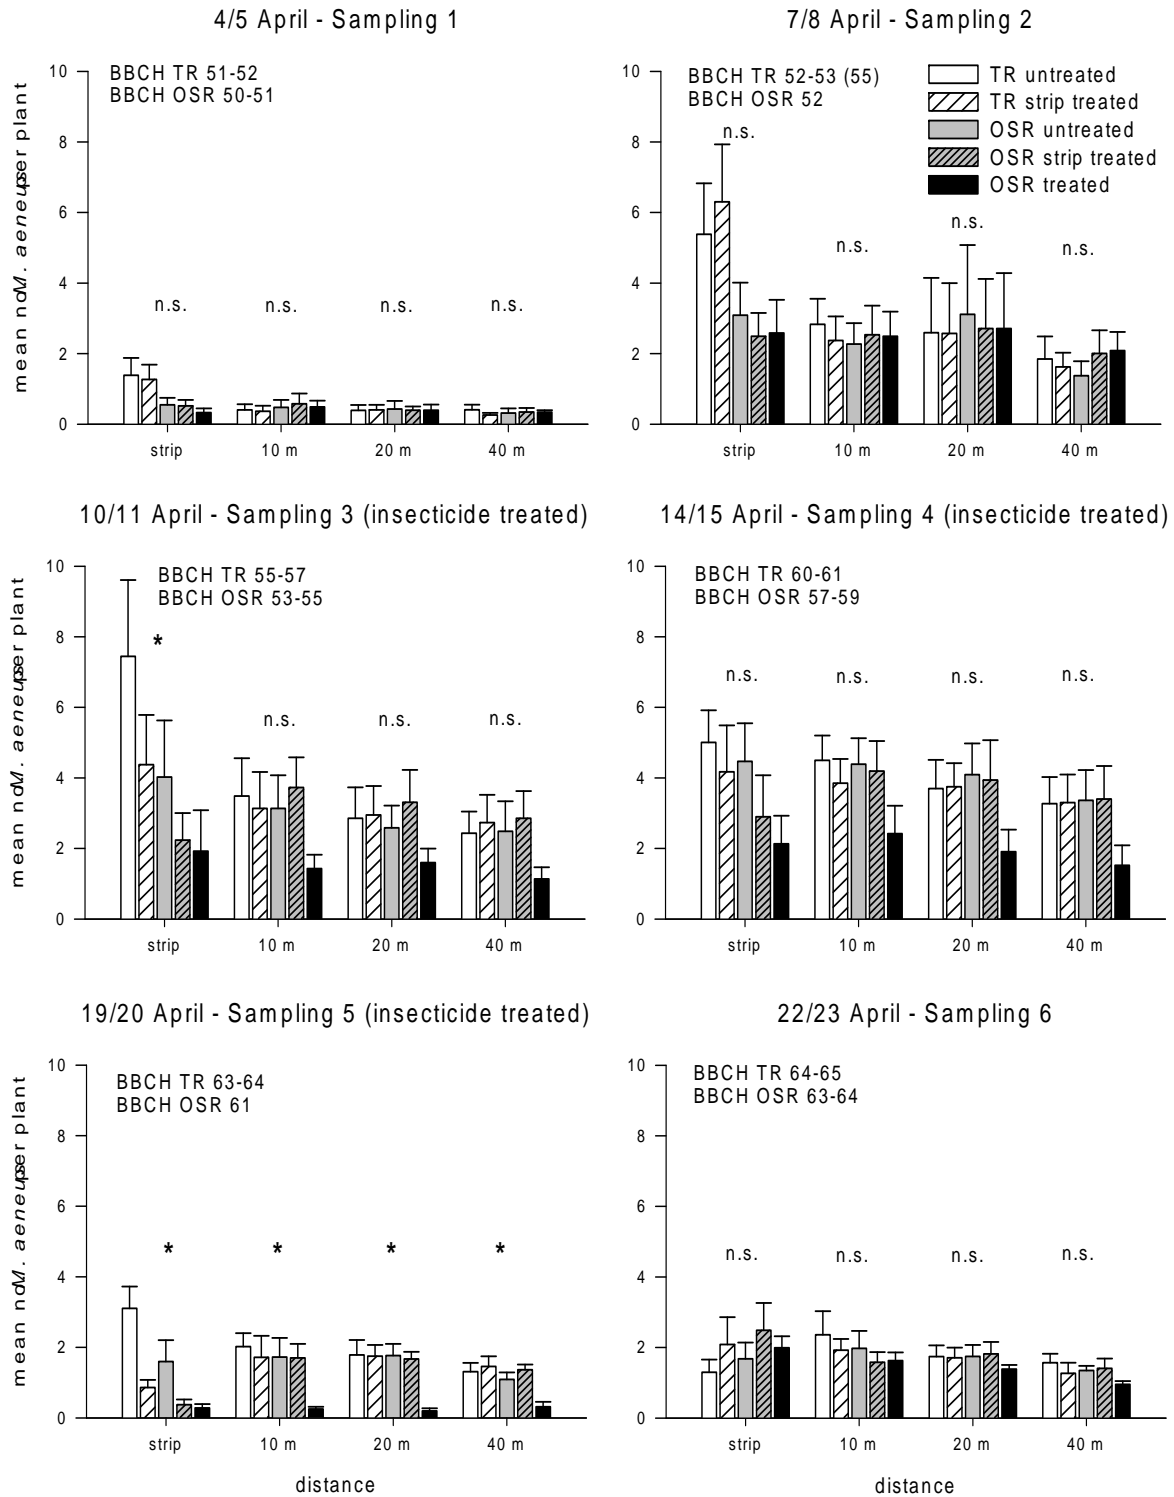 4/5 April - Sampling 1
BBCH TR 51-52
BBCH OSR 50-51
mean no M. aeneus per plant
10
8
6
4
2
0
n.s.
n.s.
n.s.
n.s.
strip
10 m
20 m
40 m
7/8 April - Sampling 2
BBCH TR 52-53 (55)
BBCH OSR 52
TR untreated
TR strip treated
OSR untreated
OSR strip treated
OSR treated
10
8
6
4
2
0
n.s.
n.s.
n.s.
n.s.
strip
10 m
20 m
40 m
10/11 April - Sampling 3 (insecticide treated)
BBCH TR 55-57
BBCH OSR 53-55
mean no M. aeneus per plant
10
8
6
4
2
0
*
n.s.
n.s.
n.s.
strip
10 m
20 m
40 m
14/15 April - Sampling 4 (insecticide treated)
BBCH TR 60-61
BBCH OSR 57-59
10
8
6
4
2
0
n.s.
n.s.
n.s.
n.s.
strip
10 m
20 m
40 m
19/20 April - Sampling 5 (insecticide treated)
BBCH TR 63-64
BBCH OSR 61
mean no M. aeneus per plant
10
8
6
4
2
0
*
*
*
*
strip
10 m
20 m
40 m
distance
22/23 April - Sampling 6
BBCH TR 64-65
BBCH OSR 63-64
10
8
6
4
2
0
n.s.
n.s.
n.s.
n.s.
strip
10 m
20 m
40 m
distance